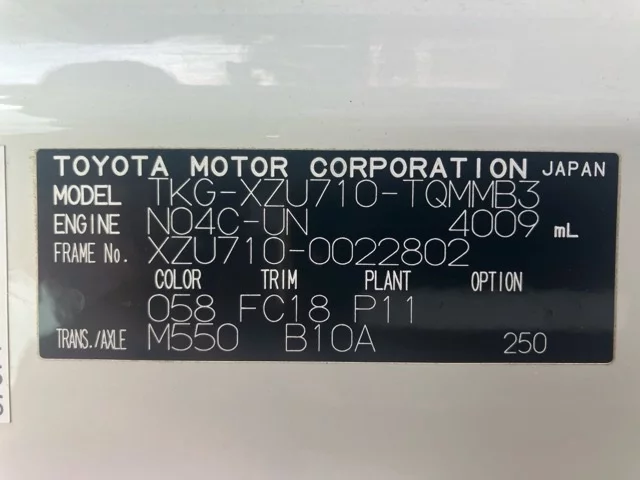 TOYOTA MOTOR CORPORATION JAPAN
MODEL TKG-XZU710-TQMMB3
ENGINE N04C-UN 4009 mL
FRAME No. XZU710-0022802
COLOR TRIM PLANT OPTION
058 FC18 P11
TRANS./AXLE M550 B10A 250